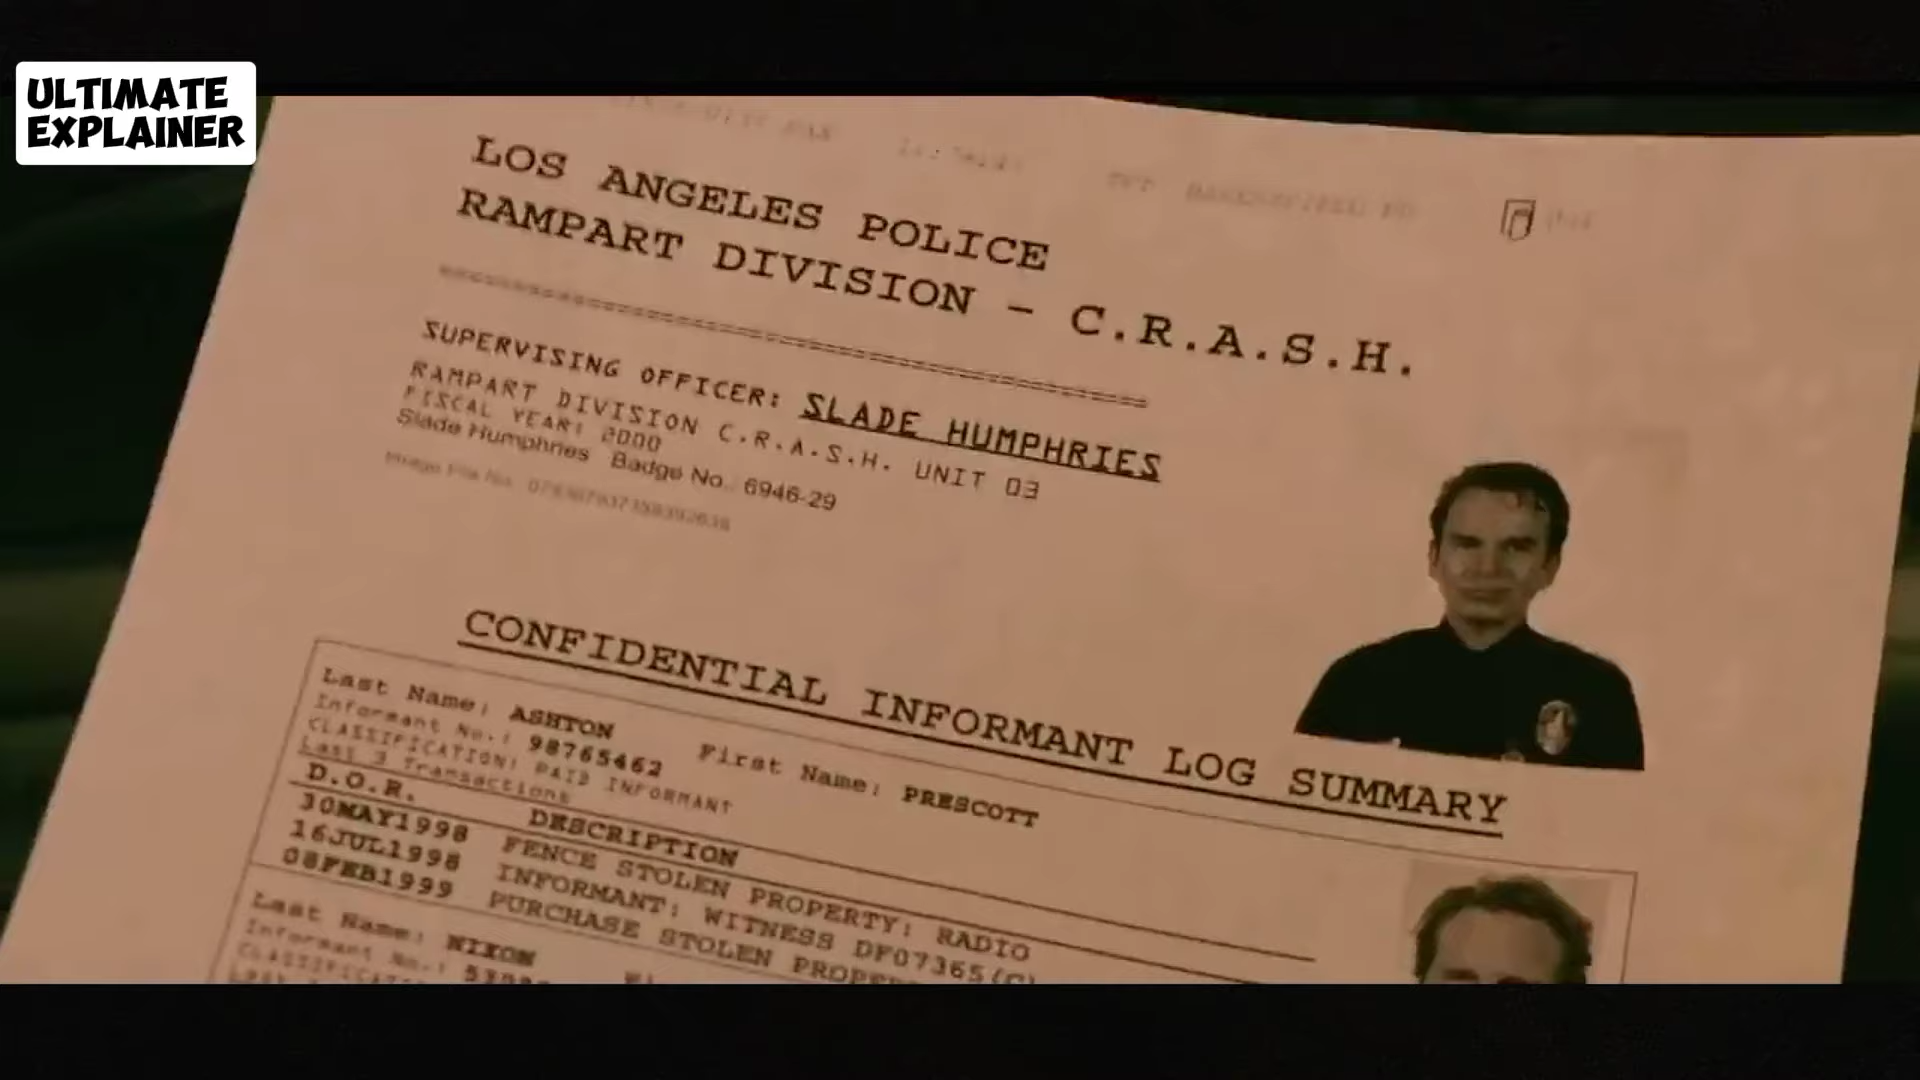 ULTIMATE
EXPLAINER
LOS ANGELES POLICE
RAMPART DIVISION - C.R.A.S.H.
SUPERVISING OFFICER: SLADE HUMPHRIES
RAMPART DIVISION C.R.A.S.H. UNIT 03
FISCAL YEAR: 2000
Slade Humphries Badge No.: 6946-29
Image File No.
CONFIDENTIAL INFORMANT LOG SUMMARY
Last Name: ASHTON First Name: PRESCOTT
Informant No.: 98765462
CLASSIFICATION: PAID INFORMANT
Last 3 Transactions
D.O.R. DESCRIPTION
30MAY1998 FENCE STOLEN PROPERTY: RADIO
16JUL1998 INFORMANT: WITNESS DF07365(C)
08FEB1999 PURCHASE STOLEN
Last Name: NIXON
Informant No.: